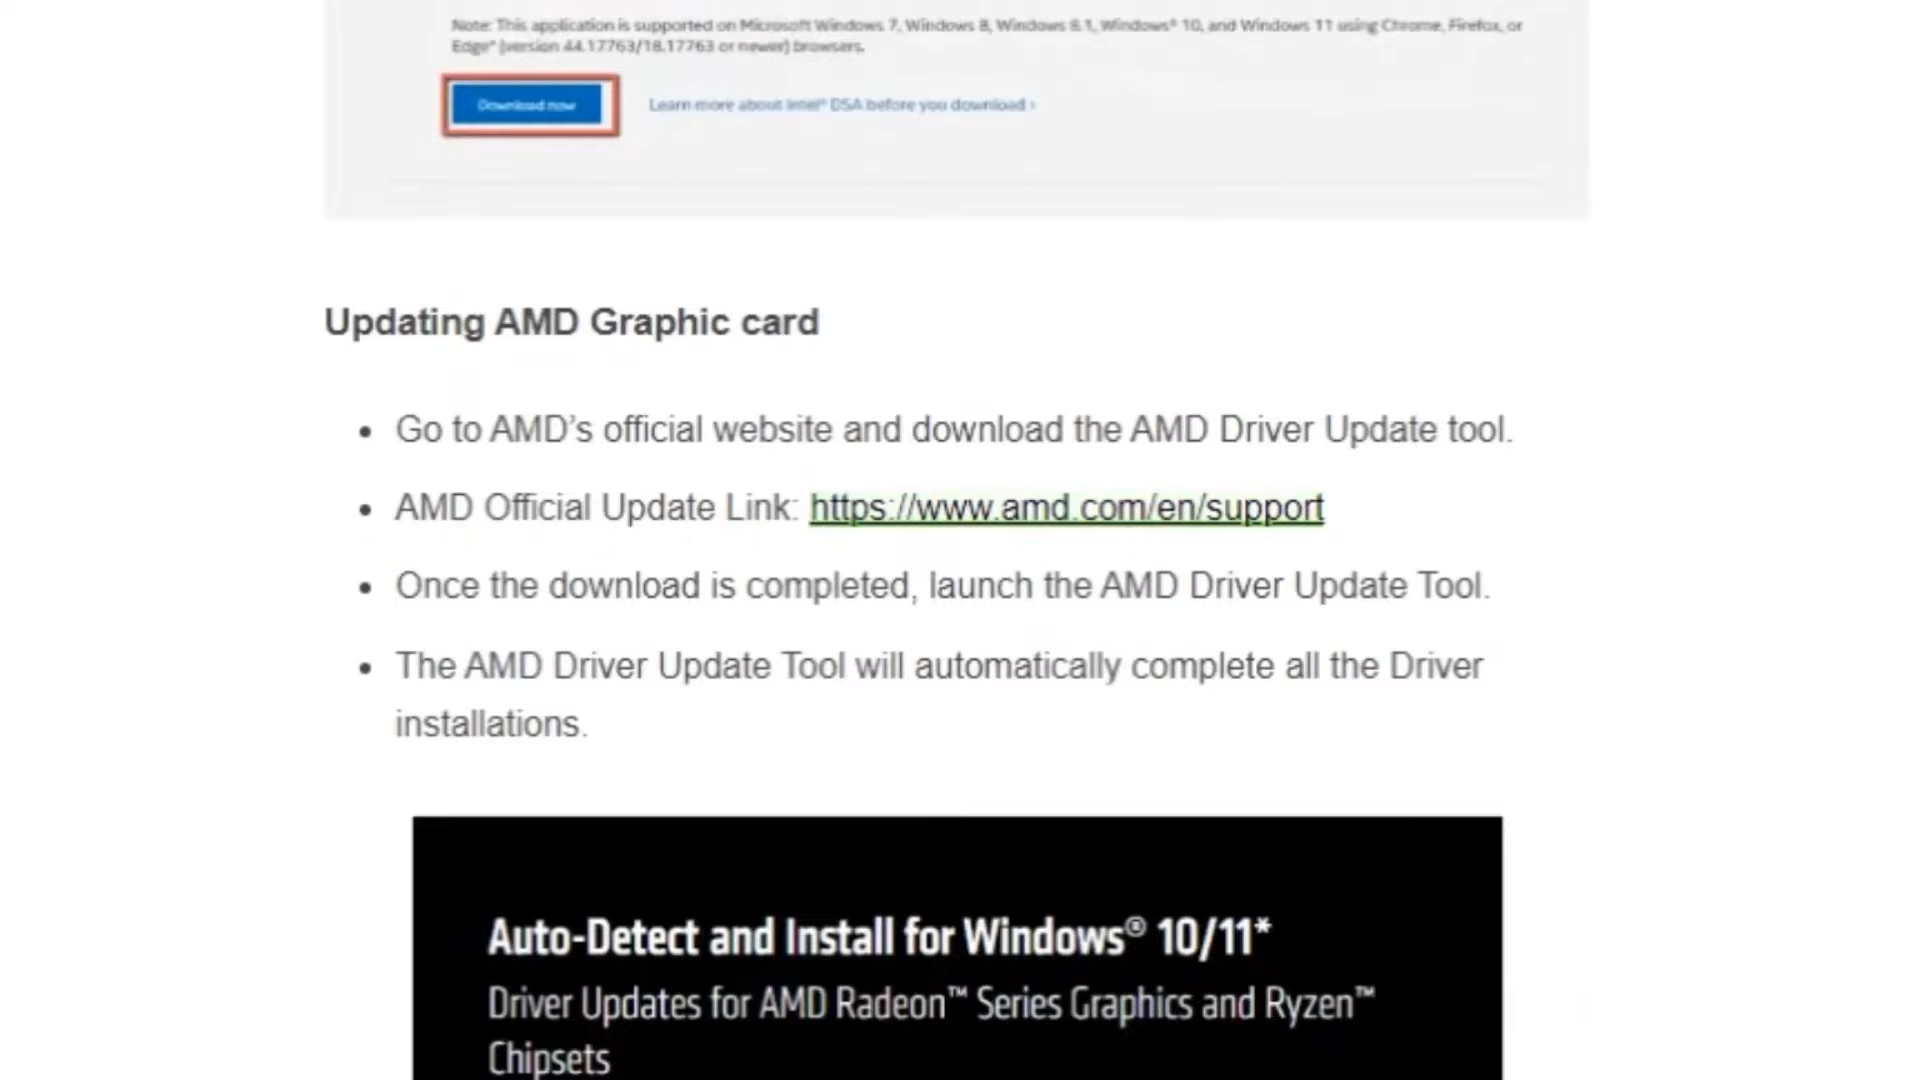 Note: This application is supported on Microsoft Windows 7, Windows 8, Windows 8.1, Windows* 10, and Windows 11 using Chrome, Firefox, or
Edge* (version 44.17763/18.17763 or newer) browsers.
Download now
Learn more about Intel® DSA before you download ›
Updating AMD Graphic card
• Go to AMD’s official website and download the AMD Driver Update tool.
• AMD Official Update Link: https://www.amd.com/en/support
• Once the download is completed, launch the AMD Driver Update Tool.
• The AMD Driver Update Tool will automatically complete all the Driver
installations.
Auto-Detect and Install for Windows® 10/11*
Driver Updates for AMD Radeon™ Series Graphics and Ryzen™
Chipsets